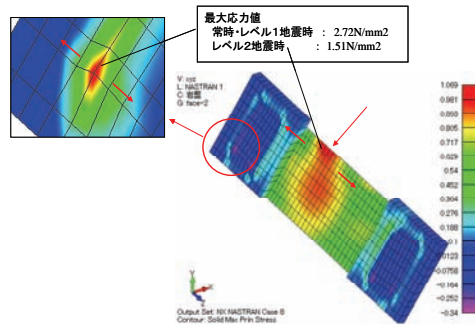 最大応力値
常時・レベル1地震時 : 2.72N/mm2
レベル2地震時 : 1.51N/mm2
V: xyz
L: NASTRAN 1
C: 岩盤
G: face-2
1.069
0.981
0.893
0.805
0.717
0.629
0.54
0.452
0.364
0.276
0.188
0.1
0.0123
-0.0758
-0.164
-0.252
-0.34
Y
X
Z
Output Set: NX NASTRAN Case 8
Contour: Solid Max Prin Stress